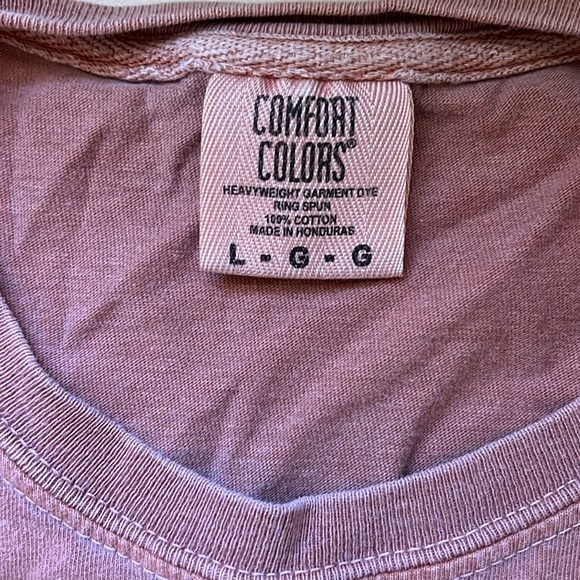 COMFORT
COLORS®
HEAVYWEIGHT GARMENT DYE
RING SPUN
100% COTTON
MADE IN HONDURAS
L - G - G